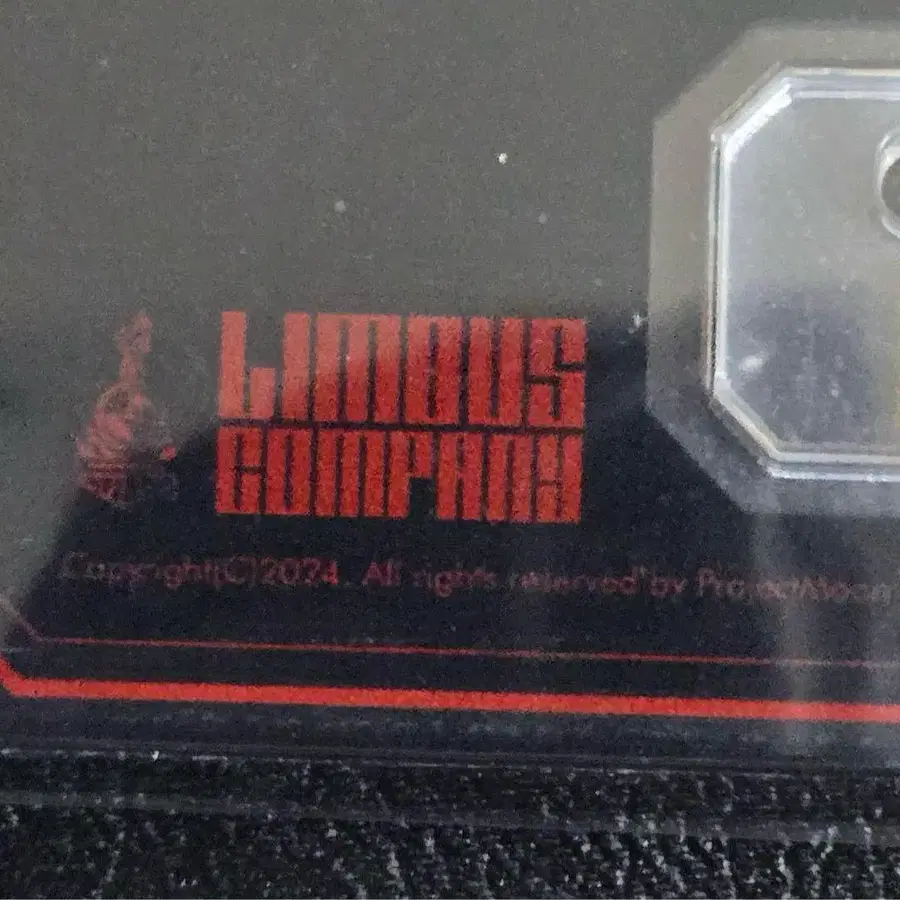 LIMBUS
COMPANY
Copyright(C)2024. All rights reserved by ProjectMoon